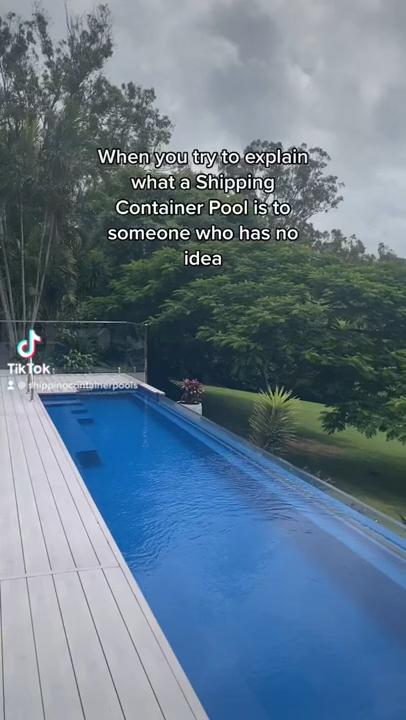 When you try to explain
what a Shipping
Container Pool is to
someone who has no
idea
TikTok
@shippingcontainerpools